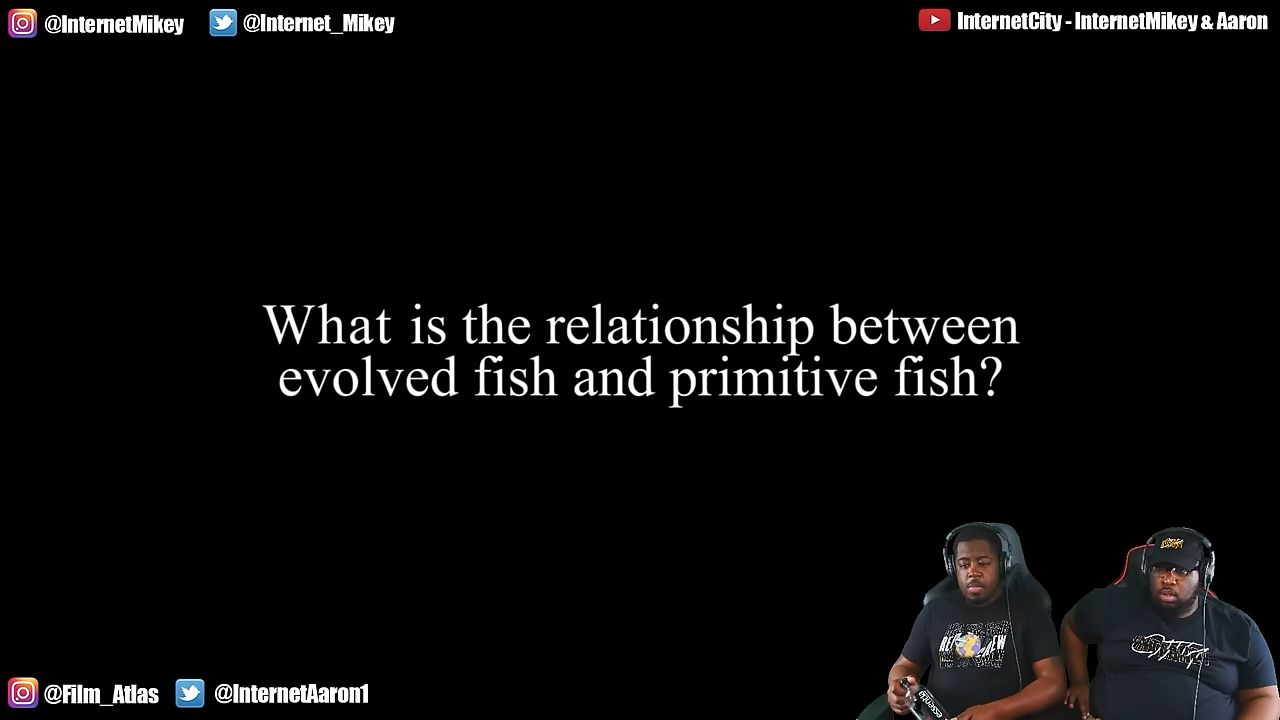 @InternetMikey
@Internet_Mikey
InternetCity - InternetMikey & Aaron
What is the relationship between
evolved fish and primitive fish?
@Film_Atlas
@InternetAaron1